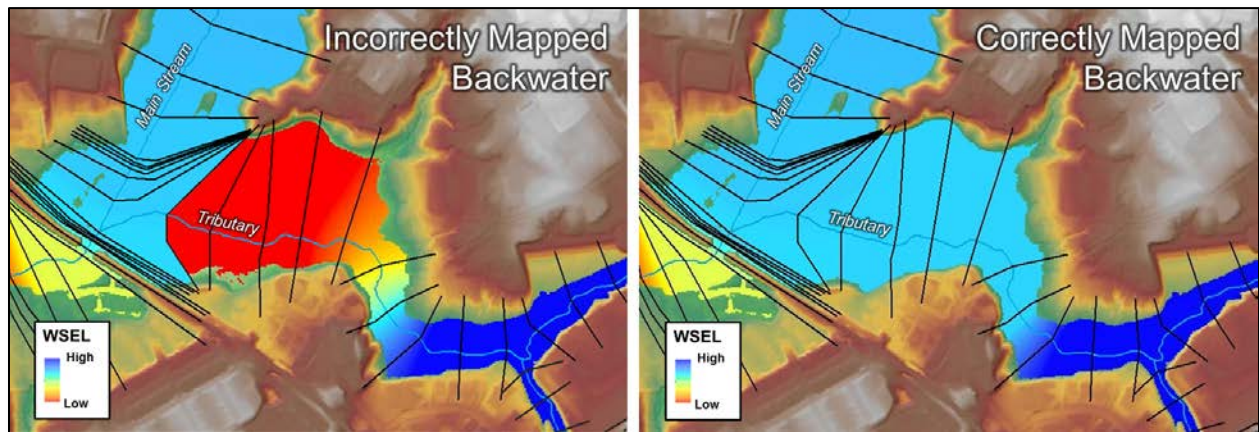 Incorrectly Mapped
Backwater
Main Stream
Tributary
WSEL
High
Low
Correctly Mapped
Backwater
Main Stream
Tributary
WSEL
High
Low